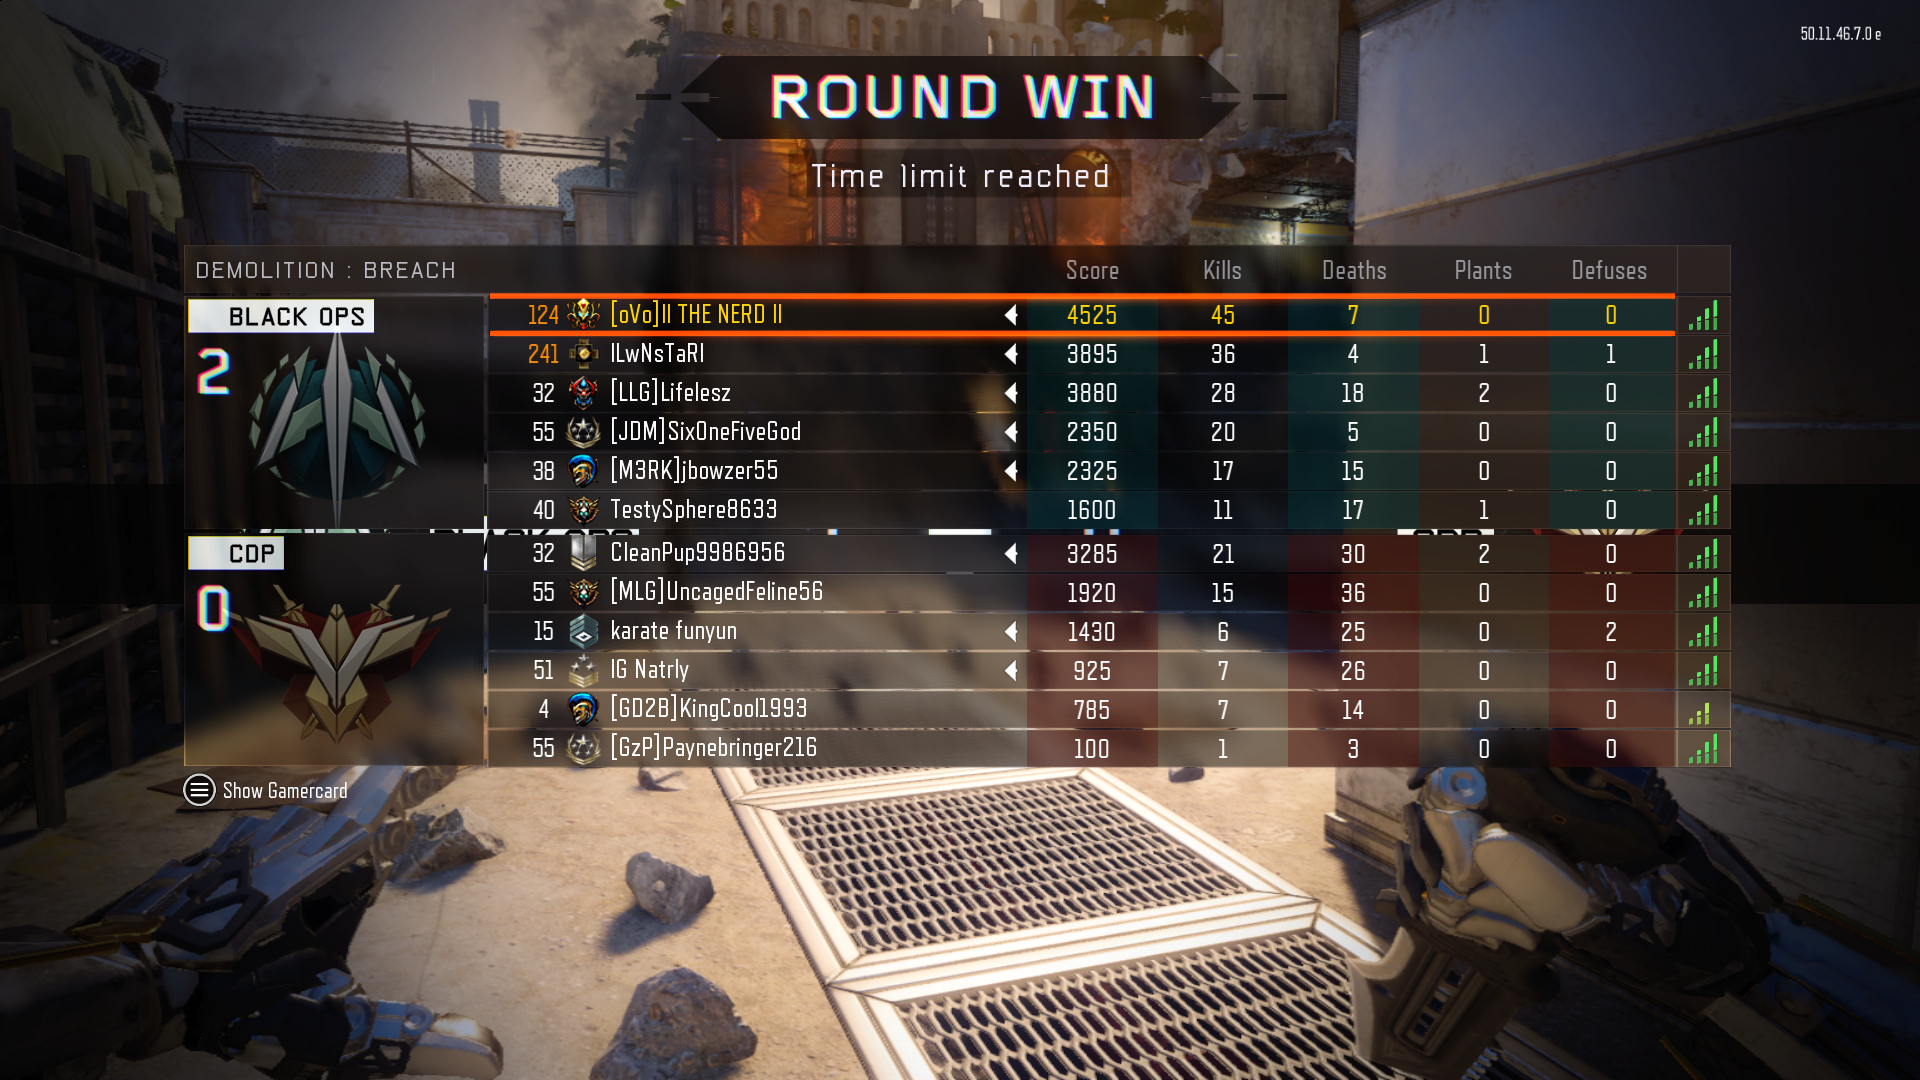 50.11.46.7.0 e
ROUND WIN
Time limit reached
DEMOLITION : BREACH Score Kills Deaths Plants Defuses
BLACK OPS
2
124 [oVo]II THE NERD II 4525 45 7 0 0
241 ILwNsTaRI 3895 36 4 1 1
32 [LLG]Lifelesz 3880 28 18 2 0
55 [JDM]SixOneFiveGod 2350 20 5 0 0
38 [M3RK]jbowzer55 2325 17 15 0 0
40 TestySphere8633 1600 11 17 1 0
CDP
0
32 CleanPup9986956 3285 21 30 2 0
55 [MLG]UncagedFeline56 1920 15 36 0 0
15 karate funyun 1430 6 25 0 2
51 IG Natrly 925 7 26 0 0
4 [GD2B]KingCool1993 785 7 14 0 0
55 [GzP]Paynebringer216 100 1 3 0 0
Show Gamercard